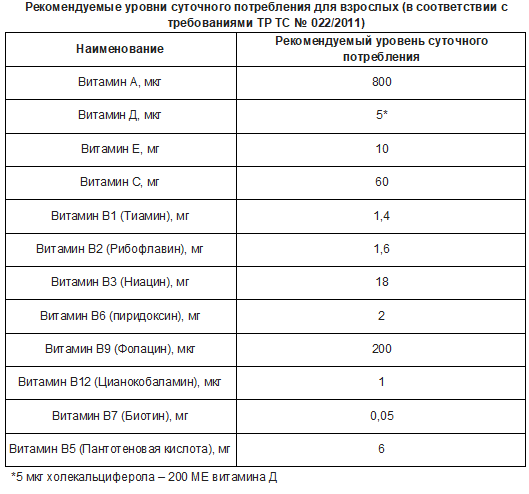 Рекомендуемые уровни суточного потребления для взрослых (в соответствии с
требованиями ТР ТС № 022/2011)
Наименование
Рекомендуемый уровень суточного
потребления
Витамин А, мкг
800
Витамин Д, мкг
5*
Витамин Е, мг
10
Витамин С, мг
60
Витамин В1 (Тиамин), мг
1,4
Витамин В2 (Рибофлавин), мг
1,6
Витамин В3 (Ниацин), мг
18
Витамин В6 (пиридоксин), мг
2
Витамин В9 (Фолацин), мкг
200
Витамин В12 (Цианокобаламин), мкг
1
Витамин В7 (Биотин), мг
0,05
Витамин В5 (Пантотеновая кислота), мг
6
*5 мкг холекальциферола – 200 МЕ витамина Д